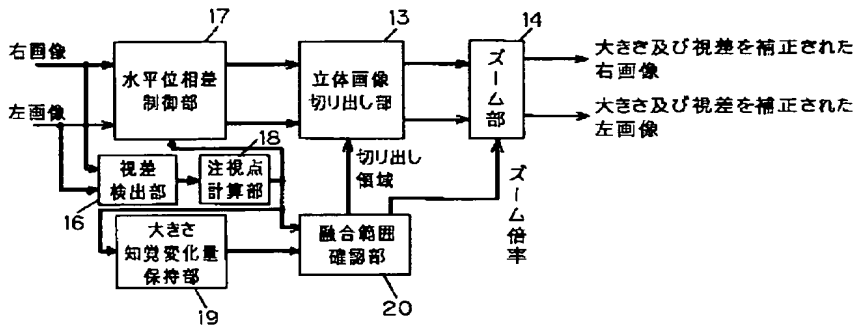 17
13
14
右画像
左画像
水平位相差
制御部
立体画像
切り出し部
ズーム部
大きさ及び視差を補正された
右画像
大きさ及び視差を補正された
左画像
18
視差
検出部
注視点
計算部
切り出し
領域
ズーム倍率
16
大きさ
知覚変化量
保持部
融合範囲
確認部
19
20